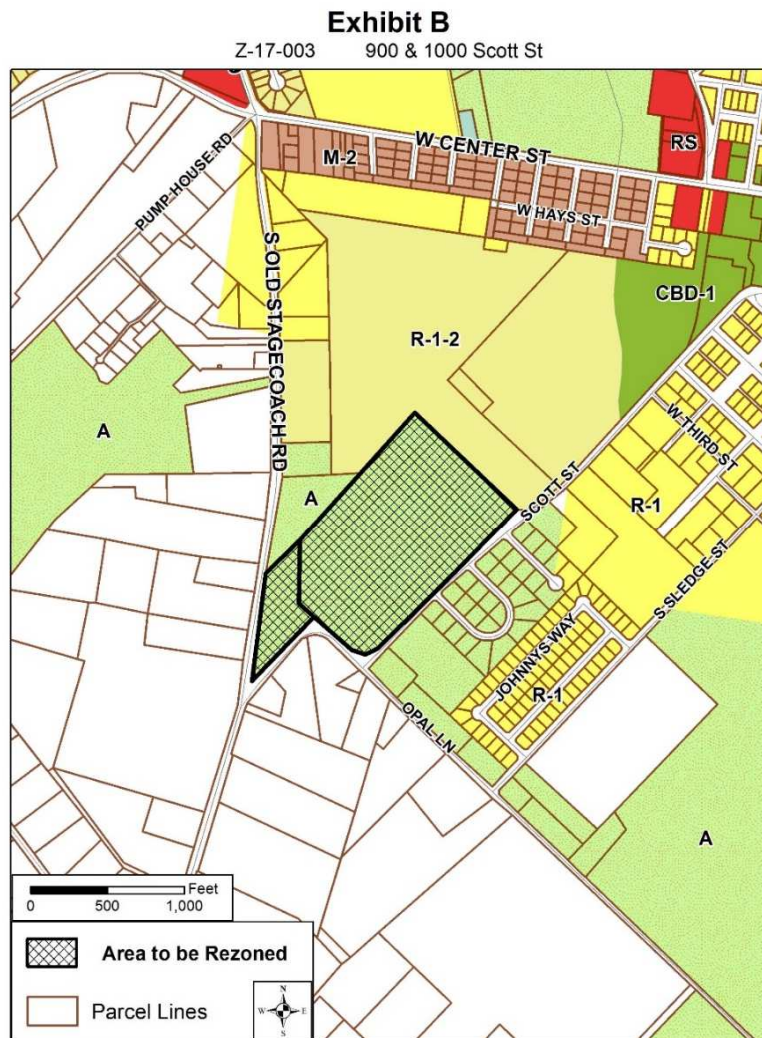 Exhibit B
Z-17-003 900 & 1000 Scott St
RS
W CENTER ST
M-2
PUMP HOUSE RD
W HAYS ST
S OLD STAGECOACH RD
CBD-1
R-1-2
A
W THIRD ST
SCOTT ST
A
R-1
S SLEDGE ST
JOHNNYS WAY
R-1
OPAL LN
A
Feet
0 500 1,000
Area to be Rezoned
Parcel Lines
N
W E
S